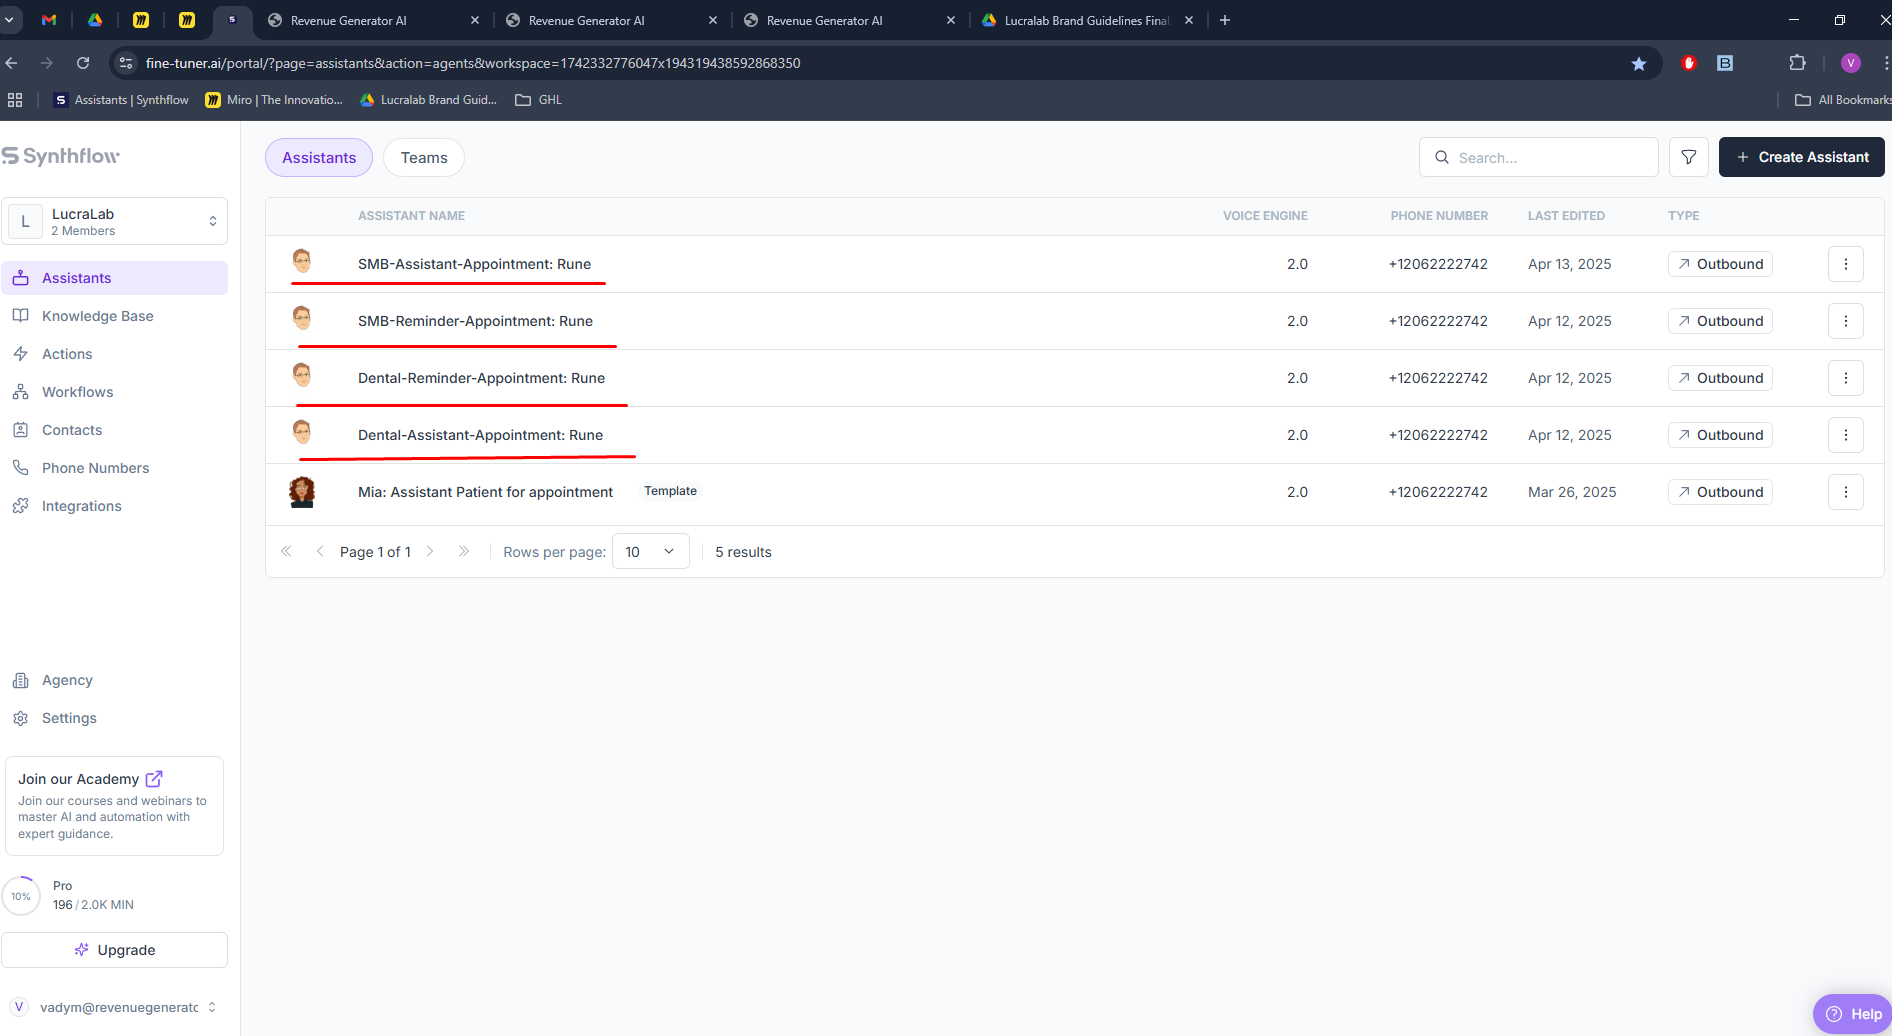 Revenue Generator AI
Revenue Generator AI
Revenue Generator AI
Lucralab Brand Guidelines Final
fine-tuner.ai/portal/?page=assistants&action=agents&workspace=1742332776047x194319438592868350
V
Assistants | Synthflow
Miro | The Innovatio...
Lucralab Brand Guid...
GHL
All Bookmarks
Synthflow
L
LucraLab
2 Members
Assistants
Knowledge Base
Actions
Workflows
Contacts
Phone Numbers
Integrations
Agency
Settings
Join our Academy
Join our courses and webinars to
master AI and automation with
expert guidance.
10%
Pro
196 / 2.0K MIN
Upgrade
V
vadym@revenuegenerato
Assistants
Teams
Search...
+ Create Assistant
ASSISTANT NAME VOICE ENGINE PHONE NUMBER LAST EDITED TYPE
SMB-Assistant-Appointment: Rune 2.0 +12062222742 Apr 13, 2025 Outbound
SMB-Reminder-Appointment: Rune 2.0 +12062222742 Apr 12, 2025 Outbound
Dental-Reminder-Appointment: Rune 2.0 +12062222742 Apr 12, 2025 Outbound
Dental-Assistant-Appointment: Rune 2.0 +12062222742 Apr 12, 2025 Outbound
Mia: Assistant Patient for appointment Template 2.0 +12062222742 Mar 26, 2025 Outbound
Page 1 of 1 Rows per page: 10 5 results
Help